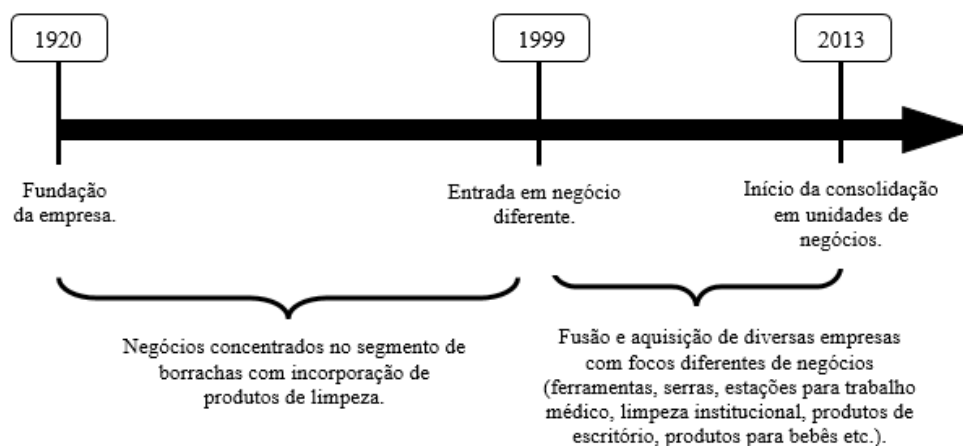 1920
1999
2013
Fundação
da empresa.
Entrada em negócio
diferente.
Início da consolidação
em unidades de
negócios.
Negócios concentrados no segmento de
borrachas com incorporação de
produtos de limpeza.
Fusão e aquisição de diversas empresas
com focos diferentes de negócios
(ferramentas, serras, estações para trabalho
médico, limpeza institucional, produtos de
escritório, produtos para bebês etc.).